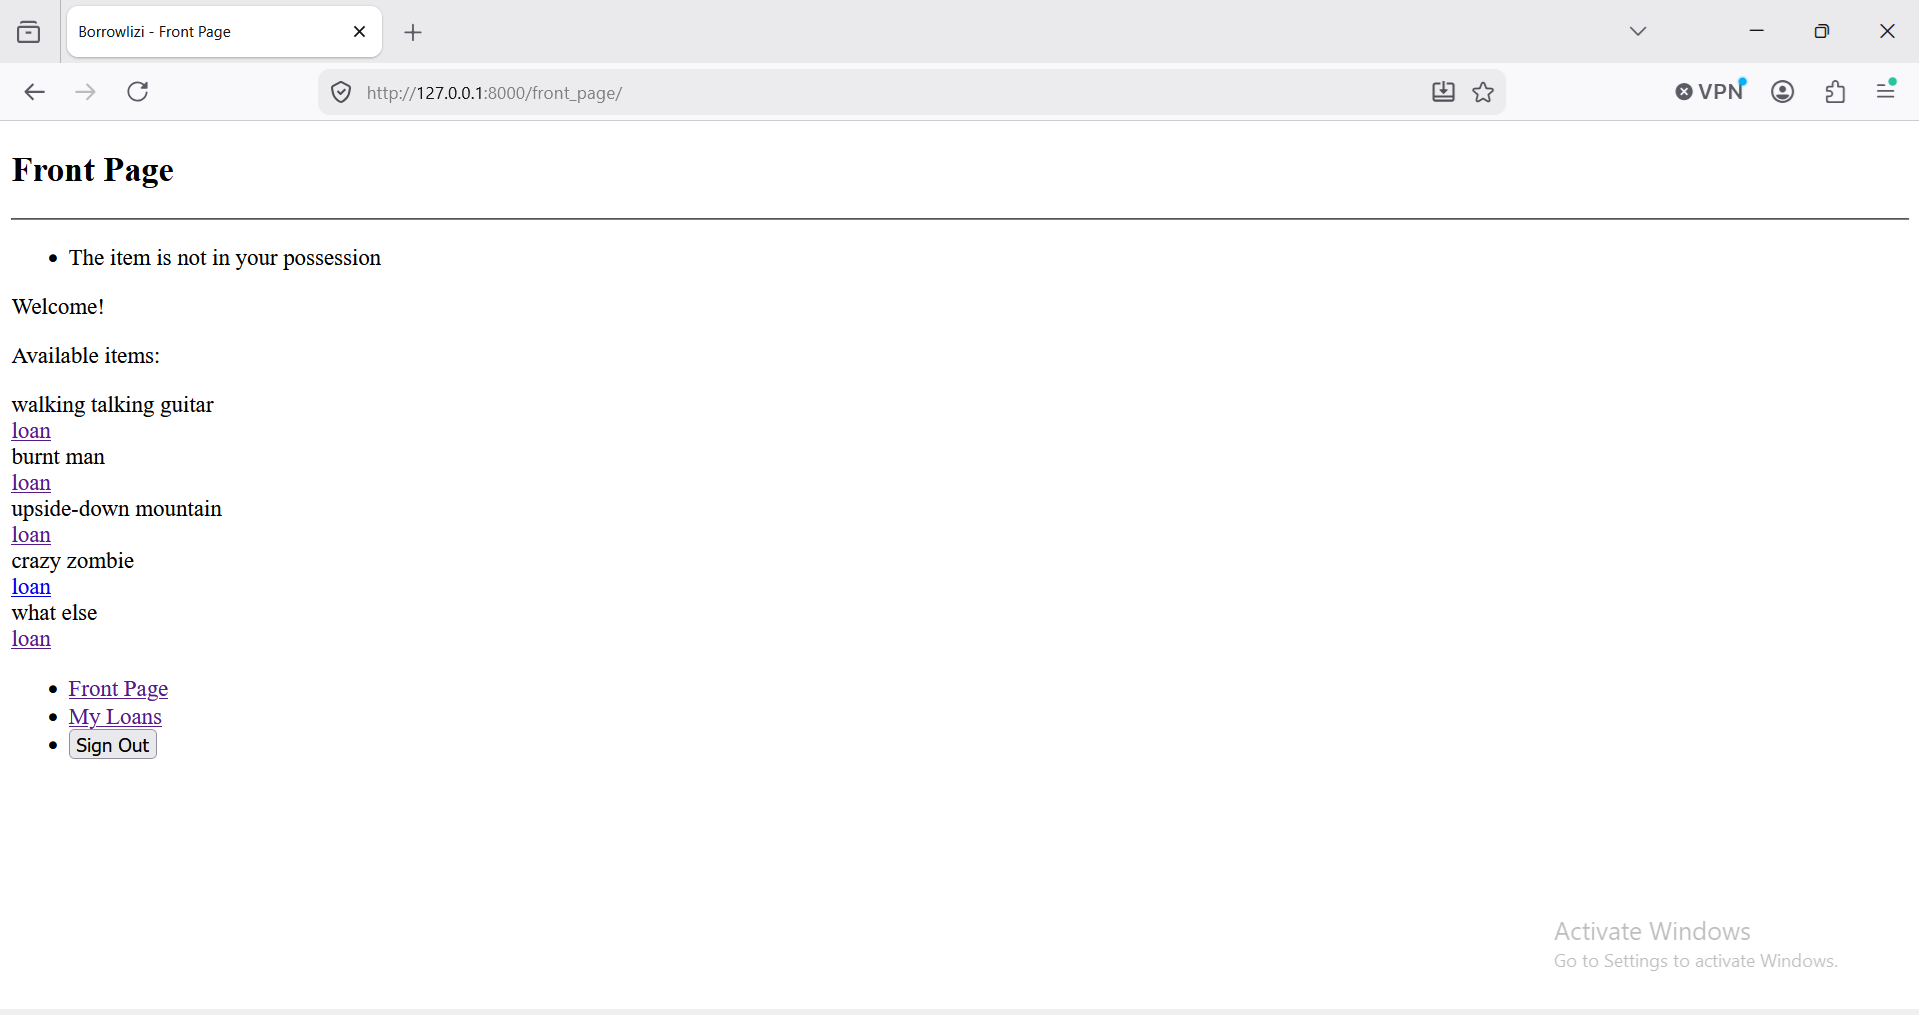 Borrowlizi - Front Page
http://127.0.0.1:8000/front_page/
VPN
Front Page
The item is not in your possession
Welcome!
Available items:
walking talking guitar
loan
burnt man
loan
upside-down mountain
loan
crazy zombie
loan
what else
loan
Front Page
My Loans
Sign Out
Activate Windows
Go to Settings to activate Windows.